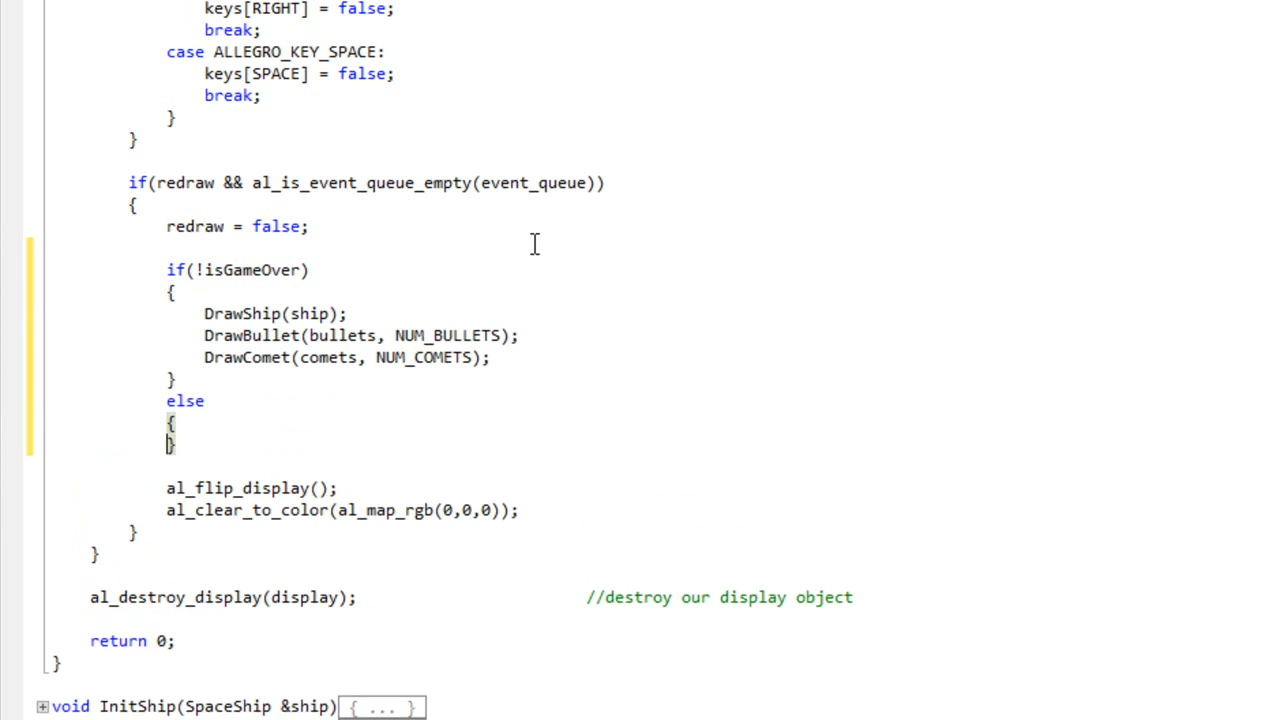 keys[RIGHT] = false;
break;
case ALLEGRO_KEY_SPACE:
keys[SPACE] = false;
break;
}
}
if(redraw && al_is_event_queue_empty(event_queue))
{
redraw = false;
if(!isGameOver)
{
DrawShip(ship);
DrawBullet(bullets, NUM_BULLETS);
DrawComet(comets, NUM_COMETS);
}
else
{
}
al_flip_display();
al_clear_to_color(al_map_rgb(0,0,0));
}
}
al_destroy_display(display); //destroy our display object
return 0;
}
void InitShip(SpaceShip &ship){ ... }